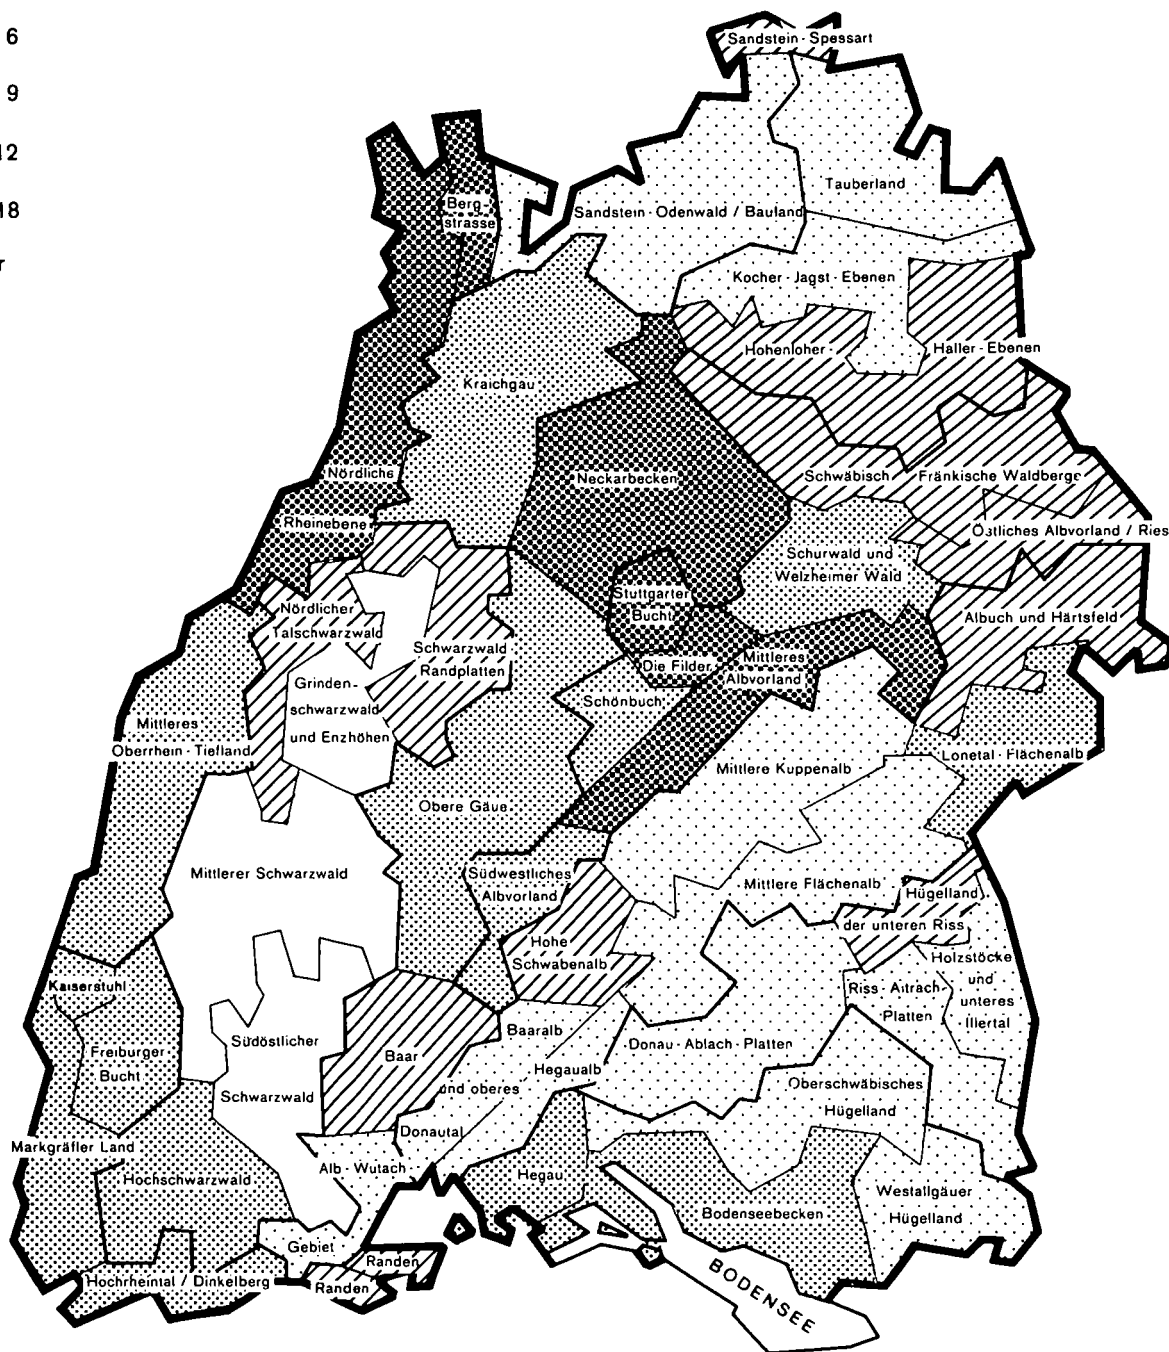 6
9
12
18
r
Sandstein - Spessart
Tauberland
Berg-
strasse
Sandstein - Odenwald / Bauland
Kocher - Jagst - Ebenen
Hohenloher -
Haller - Ebenen
Kraichgau
Nördliche
Rheinebene
Neckarbecken
Schwäbisch
Fränkische Waldberge
Östliches Albvorland / Ries
Schurwald und
Welzheimer Wald
Stuttgarter
Bucht
Nördlicher
Talschwarzwald
Albuch und Härtsfeld
Schwarzwald
Randplatten
Die Filder
Mittleres
Albvorland
Grinden-
schwarzwald
und Enzhöhen
Schönbuch
Mittleres
Oberrhein - Tiefland
Lonetal - Flächenalb
Mittlere Kuppenalb
Obere Gäue
Mittlerer Schwarzwald
Südwestliches
Albvorland
Mittlere Flächenalb
Hügelland
der unteren Riss
Hohe
Schwabenalb
Holzstöcke
und
unteres
Illertal
Kaiserstuhl
Riss - Aitrach-
Platten
Freiburger
Bucht
Südöstlicher
Schwarzwald
Baar
Baaralb
und oberes
Donautal
Hegaualb
Donau - Ablach - Platten
Oberschwäbisches
Hügelland
Markgräfler Land
Hochschwarzwald
Alb - Wutach-
Gebiet
Hegau
Bodenseebecken
Westallgäuer
Hügelland
Hochrheintal / Dinkelberg
Randen
Randen
BODENSEE